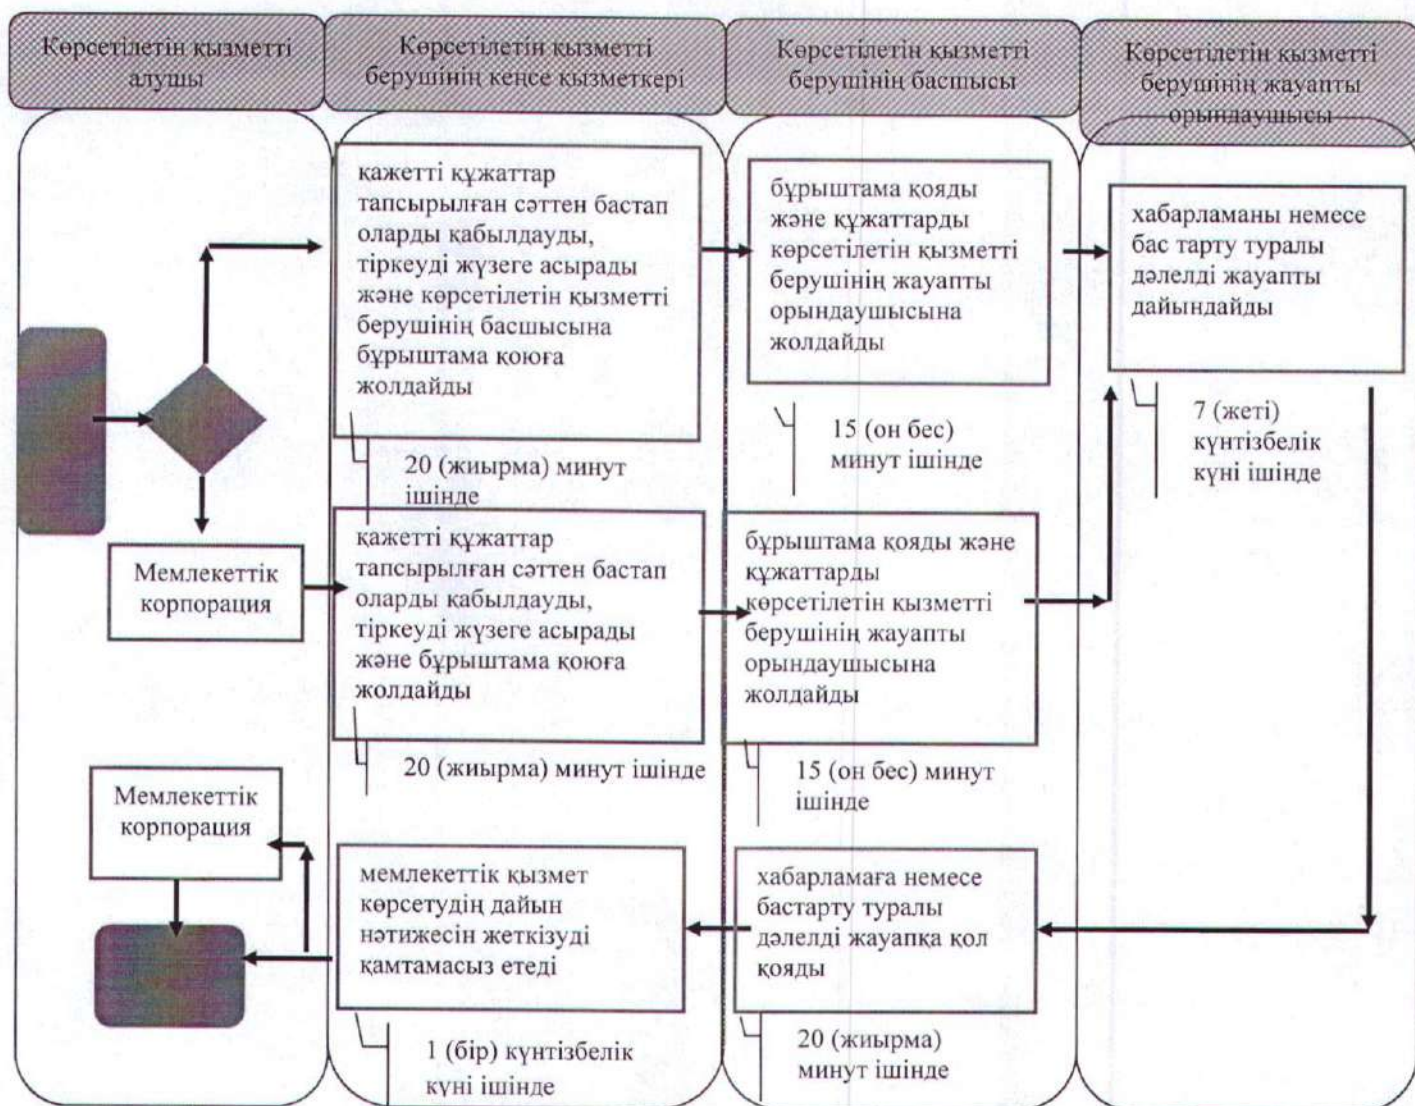 Көрсетілетін қызметті
алушы
Көрсетілетін қызметті
берушінің кеңсе қызметкері
Көрсетілетін қызметті
берушінің басшысы
Көрсетілетін қызметті
берушінің жауапты
орындаушысы
қажетті құжаттар
тапсырылған сәттен бастап
оларды қабылдауды,
тіркеуді жүзеге асырады
және көрсетілетін қызметті
берушінің басшысына
бұрыштама қоюға
жолдайды
20 (жиырма) минут
ішінде
бұрыштама қояды
және құжаттарды
көрсетілетін қызметті
берушінің жауапты
орындаушысына
жолдайды
15 (он бес)
минут ішінде
хабарламаны немесе
бас тарту туралы
дәлелді жауапты
дайындайды
7 (жеті)
күнтізбелік
күні ішінде
Мемлекеттік
корпорация
қажетті құжаттар
тапсырылған сәттен бастап
оларды қабылдауды,
тіркеуді жүзеге асырады
және бұрыштама қоюға
жолдайды
20 (жиырма) минут ішінде
бұрыштама қояды және
құжаттарды
көрсетілетін қызметті
берушінің жауапты
орындаушысына
жолдайды
15 (он бес) минут
ішінде
Мемлекеттік
корпорация
мемлекеттік қызмет
көрсетудің дайын
нәтижесін жеткізуді
қамтамасыз етеді
1 (бір) күнтізбелік
күні ішінде
хабарламаға немесе
бастарту туралы
дәлелді жауапқа қол
қояды
20 (жиырма)
минут ішінде